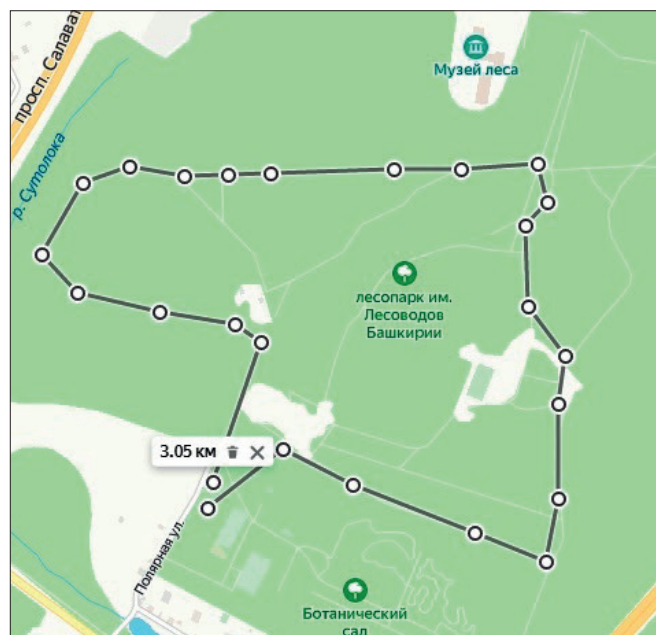 просп. Салават
Музей леса
р. Сутолока
лесопарк им.
Лесоводов
Башкирии
3.05 км
Полярная ул.
Ботанический
сад